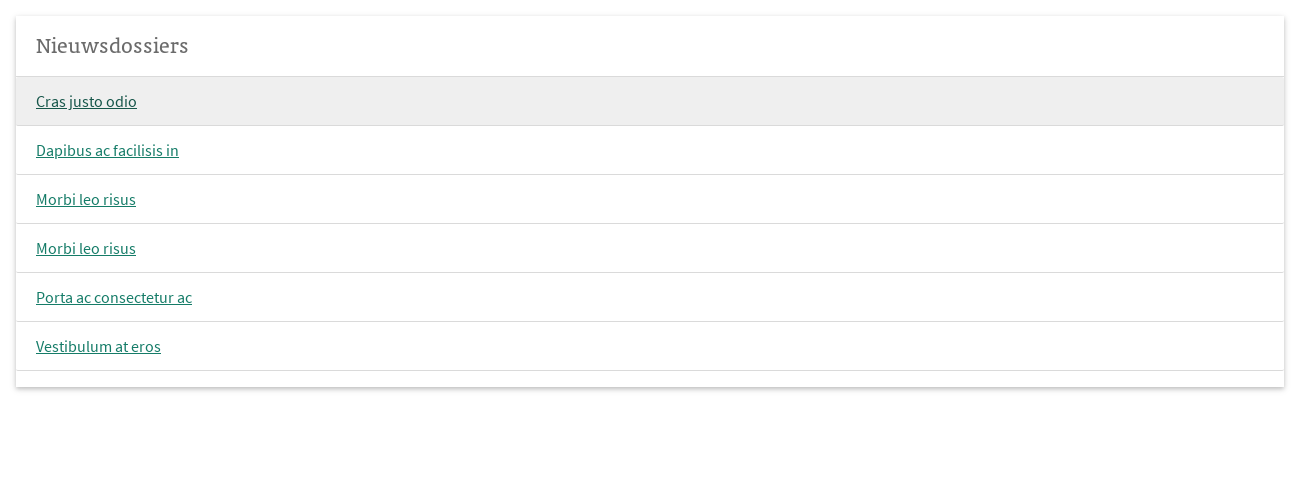 Nieuwsdossiers
Cras justo odio
Dapibus ac facilisis in
Morbi leo risus
Morbi leo risus
Porta ac consectetur ac
Vestibulum at eros